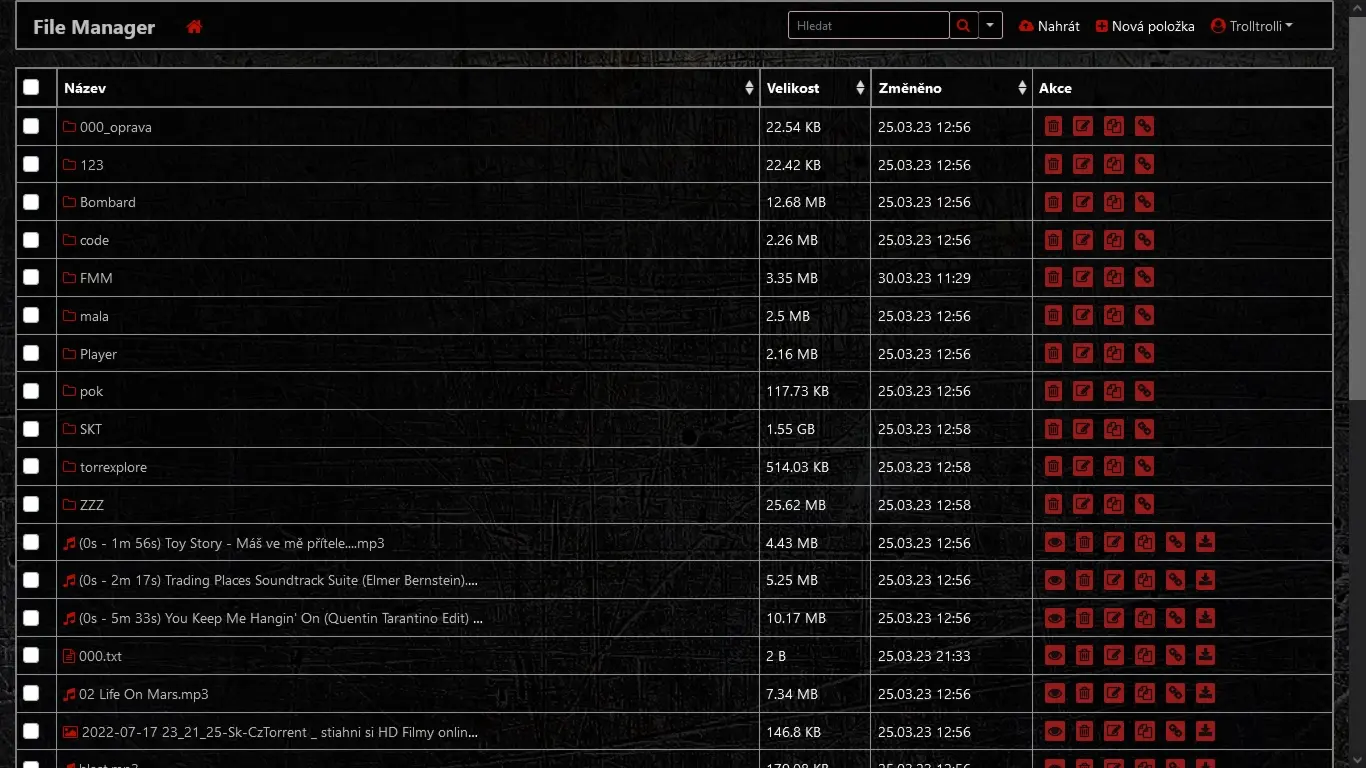 File Manager
Hledat
Nahrát
Nová položka
Trolltrolli
Název Velikost Změněno Akce
000_oprava 22.54 KB 25.03.23 12:56
123 22.42 KB 25.03.23 12:56
Bombard 12.68 MB 25.03.23 12:56
code 2.26 MB 25.03.23 12:56
FMM 3.35 MB 30.03.23 11:29
mala 2.5 MB 25.03.23 12:56
Player 2.16 MB 25.03.23 12:56
pok 117.73 KB 25.03.23 12:56
SKT 1.55 GB 25.03.23 12:58
torrexplore 514.03 KB 25.03.23 12:58
ZZZ 25.62 MB 25.03.23 12:58
(0s - 1m 56s) Toy Story - Máš ve mě přítele....mp3 4.43 MB 25.03.23 12:56
(0s - 2m 17s) Trading Places Soundtrack Suite (Elmer Bernstein).... 5.25 MB 25.03.23 12:56
(0s - 5m 33s) You Keep Me Hangin' On (Quentin Tarantino Edit) ... 10.17 MB 25.03.23 12:56
000.txt 2 B 25.03.23 21:33
02 Life On Mars.mp3 7.34 MB 25.03.23 12:56
2022-07-17 23_21_25-Sk-CzTorrent _ stiahni si HD Filmy onlin... 146.8 KB 25.03.23 12:56